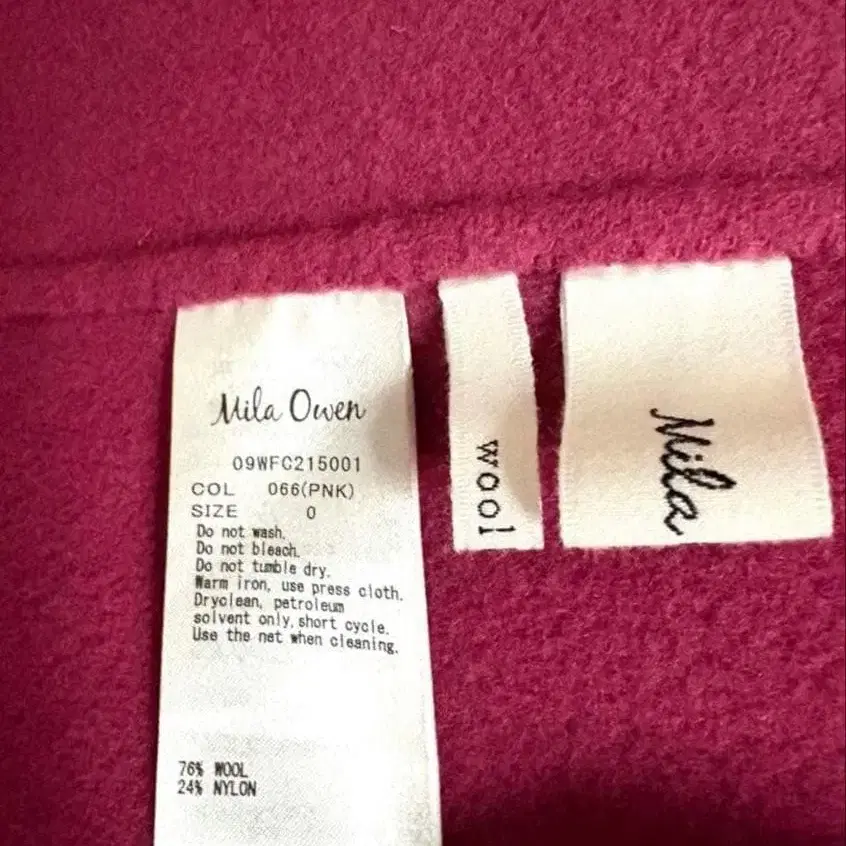 Mila Owen
09WFC215001
COL 066(PNK)
SIZE 0
Do not wash.
Do not bleach.
Do not tumble dry.
Warm iron, use press cloth.
Dryclean, petroleum
solvent only, short cycle.
Use the net when cleaning.
76% WOOL
24% NYLON
wool
Mila